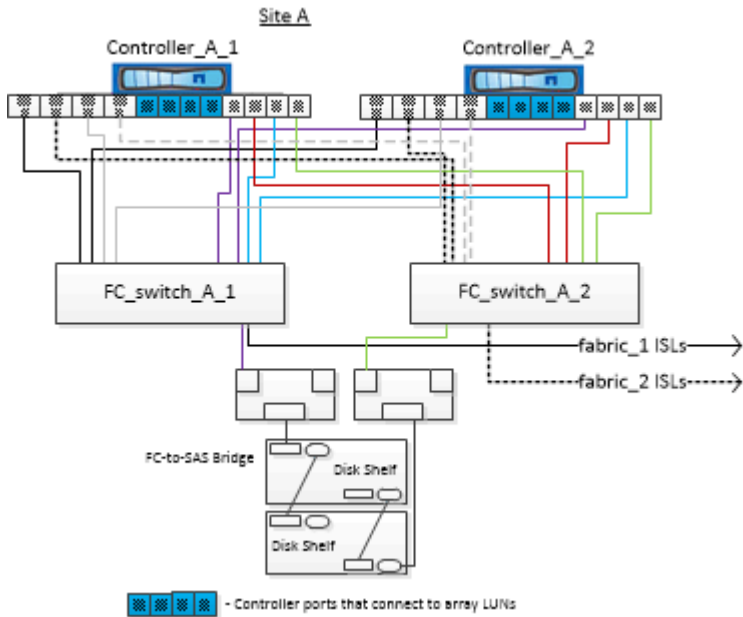 Site A
Controller_A_1
Controller_A_2
FC_switch_A_1
FC_switch_A_2
fabric_1 ISLs
fabric_2 ISLs
FC-to-SAS Bridge
Disk Shelf
Disk Shelf
- Controller ports that connect to array LUNs